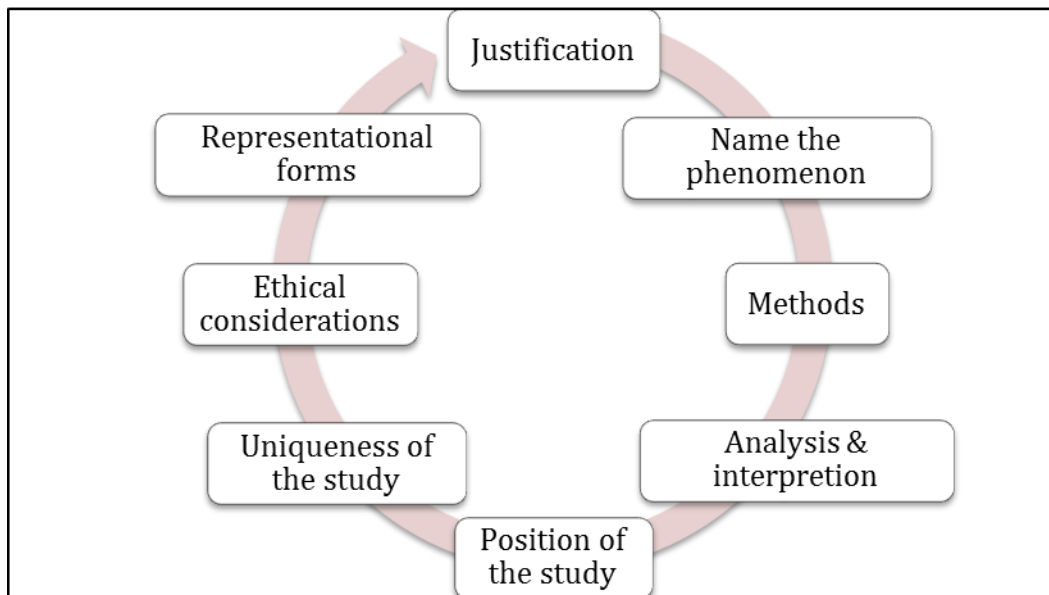 Justification
Name the
phenomenon
Methods
Analysis &
interpretion
Position of
the study
Uniqueness of
the study
Ethical
considerations
Representational
forms